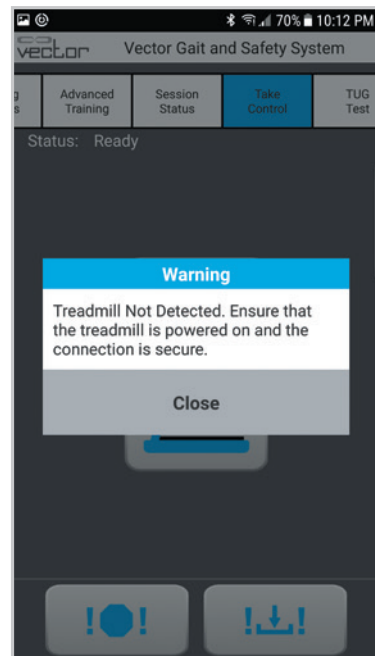 70% 10:12 PM
vector Vector Gait and Safety System
g Advanced Session Take TUG
s Training Status Control Test
Status: Ready
Warning
Treadmill Not Detected. Ensure that
the treadmill is powered on and the
connection is secure.
Close
! !
! !